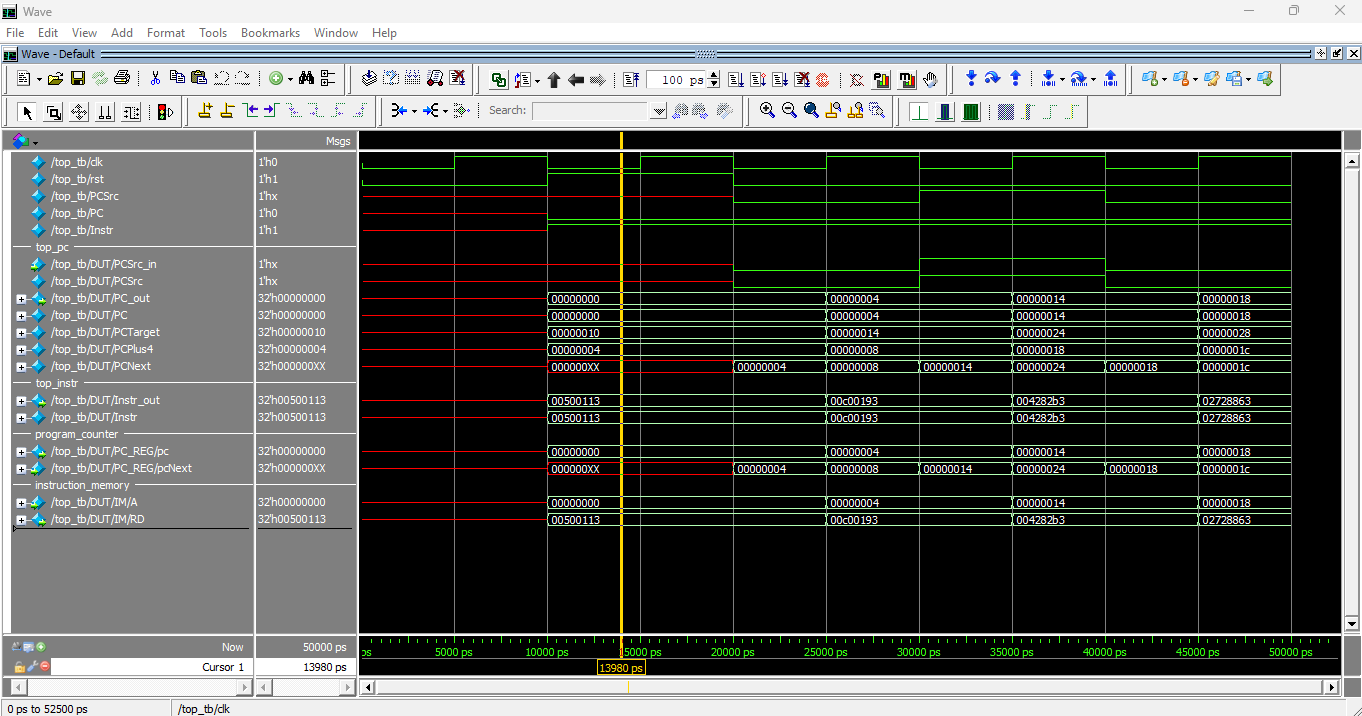 Wave
File Edit View Add Format Tools Bookmarks Window Help
Wave - Default
100 ps
Search:
Msgs
/top_tb/clk 1'h0
/top_tb/rst 1'h1
/top_tb/PCSrc 1'hx
/top_tb/PC 1'h0
/top_tb/Instr 1'h1
top_pc
/top_tb/DUT/PCSrc_in 1'hx
/top_tb/DUT/PCSrc 1'hx
/top_tb/DUT/PC_out 32'h00000000 00000000 00000004 00000014 00000018
/top_tb/DUT/PC 32'h00000000 00000000 00000004 00000014 00000018
/top_tb/DUT/PCTarget 32'h00000010 00000010 00000014 00000024 00000028
/top_tb/DUT/PCPlus4 32'h00000004 00000004 00000008 00000018 0000001c
/top_tb/DUT/PCNext 32'h000000XX 000000XX 00000004 00000008 00000014 00000024 00000018 0000001c
top_instr
/top_tb/DUT/Instr_out 32'h00500113 00500113 00c00193 004282b3 02728863
/top_tb/DUT/Instr 32'h00500113 00500113 00c00193 004282b3 02728863
program_counter
/top_tb/DUT/PC_REG/pc 32'h00000000 00000000 00000004 00000014 00000018
/top_tb/DUT/PC_REG/pcNext 32'h000000XX 000000XX 00000004 00000008 00000014 00000024 00000018 0000001c
instruction_memory
/top_tb/DUT/IM/A 32'h00000000 00000000 00000004 00000014 00000018
/top_tb/DUT/IM/RD 32'h00500113 00500113 00c00193 004282b3 02728863
Now 50000 ps ps 5000 ps 10000 ps 15000 ps 20000 ps 25000 ps 30000 ps 35000 ps 40000 ps 45000 ps 50000 ps
Cursor 1 13980 ps 13980 ps
0 ps to 52500 ps /top_tb/clk